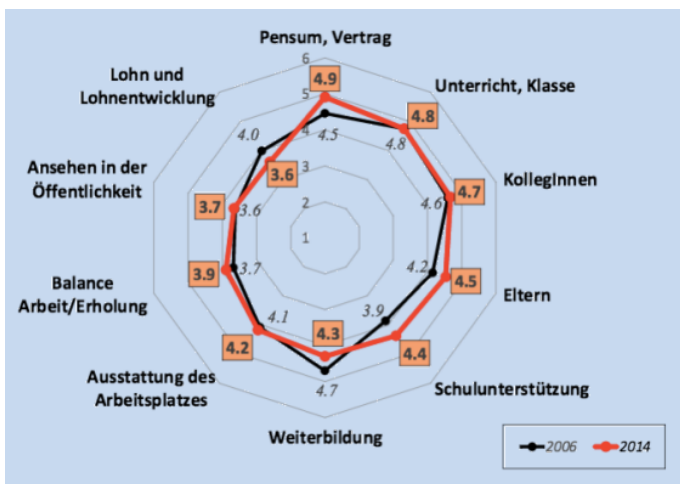 Pensum, Vertrag
6
4.9
Lohn und
Lohnentwicklung
Unterricht, Klasse
5
4.8
4.0
4
4.5
4.8
Ansehen in der
Öffentlichkeit
3.6
3
KollegInnen
4.7
3.7
3.6
2
4.6
1
Balance
Arbeit/Erholung
3.9
3.7
4.2
4.5
Eltern
4.1
3.9
4.2
4.3
4.4
Ausstattung des
Arbeitsplatzes
4.7
Schulunterstützung
Weiterbildung
2006
2014